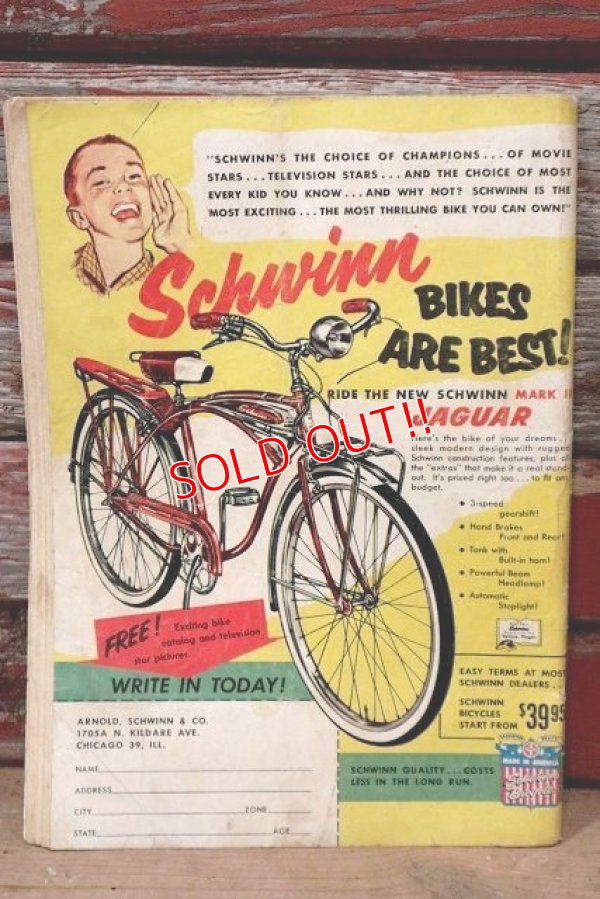 "SCHWINN'S THE CHOICE OF CHAMPIONS...OF MOVIE
STARS...TELEVISION STARS...AND THE CHOICE OF MOST
EVERY KID YOU KNOW...AND WHY NOT? SCHWINN IS THE
MOST EXCITING...THE MOST THRILLING BIKE YOU CAN OWN!"
Schwinn
BIKES
ARE BEST!
RIDE THE NEW SCHWINN MARK II
JAGUAR
Here's the bike of your dreams...
sleek modern design with rugged
Schwinn construction features, plus all
the "extras" that make it a real stand-
out. It's priced right too....to fit any
budget.
• 3-speed
gearshift!
• Hand Brakes
Front and Rear!
• Tank with
Built-in horn!
• Powerful Beam
Headlamp!
• Automatic
Stoplight!
SOLD OUT!!
FREE! Exciting bike
catalog and television
star pictures.
WRITE IN TODAY!
ARNOLD, SCHWINN & CO.
1705A N. KILDARE AVE.
CHICAGO 39, ILL.
NAME
ADDRESS
CITY ZONE
STATE AGE
EASY TERMS AT MOST
SCHWINN DEALERS...
SCHWINN
BICYCLES
START FROM $39.95
SCHWINN QUALITY...COSTS
LESS IN THE LONG RUN.
MADE IN AMERICA